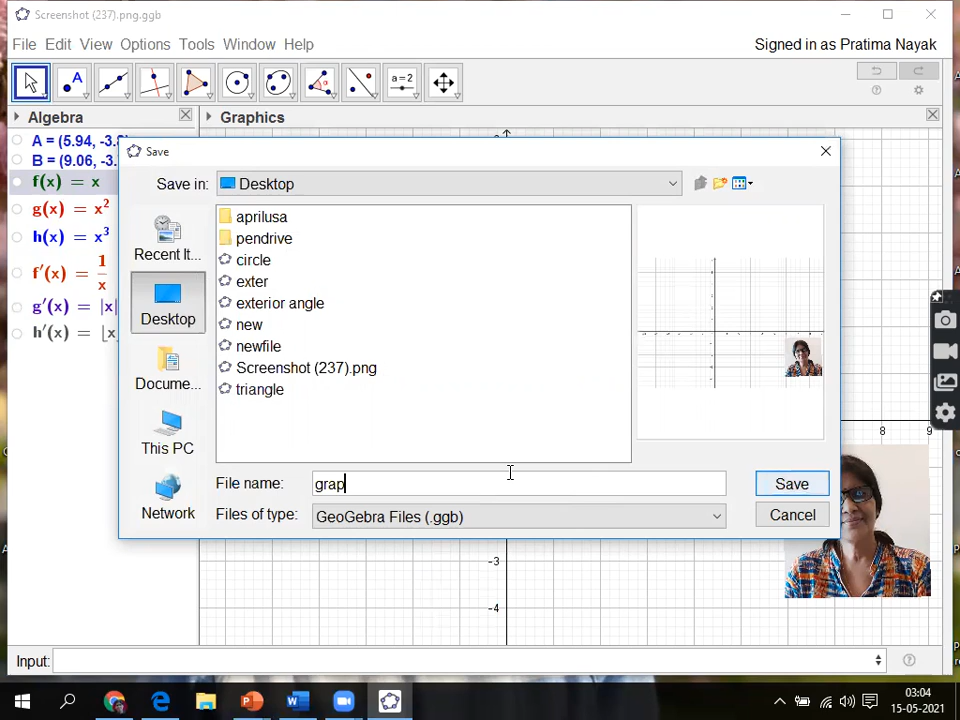 Screenshot (237).png.ggb
File Edit View Options Tools Window Help
Signed in as Pratima Nayak
A
a=2
Algebra
Graphics
A = (5.94, -3.
B = (9.06, -3.
f(x) = x
g(x) = x²
h(x) = x³
f′(x) = 1/x
g′(x) = |x|
h′(x) = ⌊x
Save
Save in: Desktop
Recent It...
Desktop
Docume...
This PC
Network
aprilusa
pendrive
circle
exter
exterior angle
new
newfile
Screenshot (237).png
triangle
File name: grap
Save
Files of type: GeoGebra Files (.ggb)
Cancel
8 9
-3
-4
Input:
03:04
15-05-2021